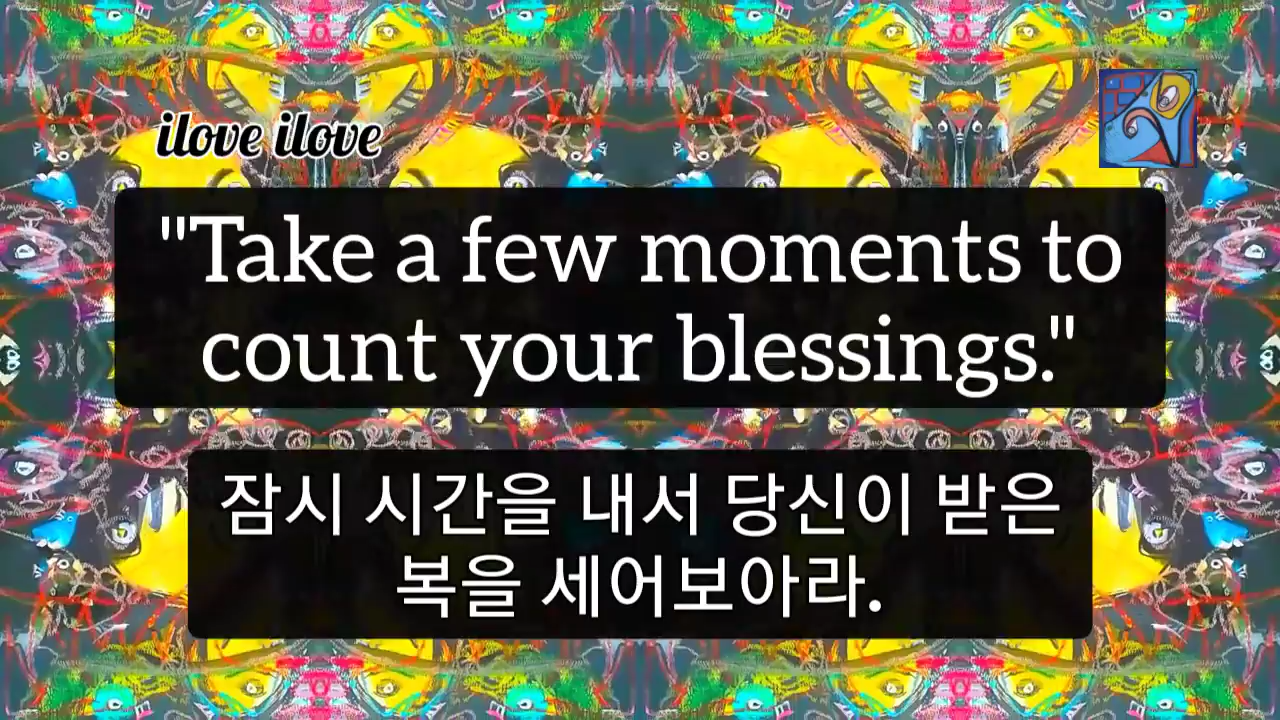 ilove ilove
"Take a few moments to
count your blessings."
잠시 시간을 내서 당신이 받은
복을 세어보아라.